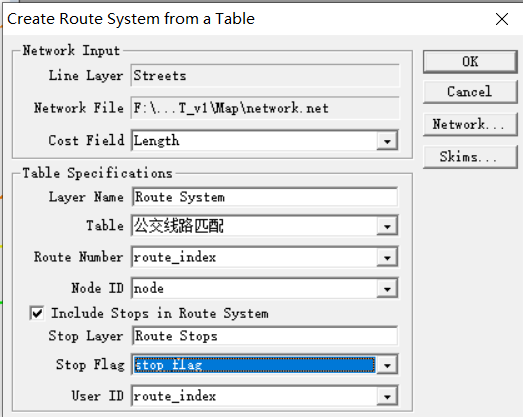 Create Route System from a Table
Network Input
Line Layer Streets
Network File F:\...T_v1\Map\network.net
Cost Field Length
OK
Cancel
Network...
Skims...
Table Specifications
Layer Name Route System
Table 公交线路匹配
Route Number route_index
Node ID node
Include Stops in Route System
Stop Layer Route Stops
Stop Flag stop flag
User ID route_index